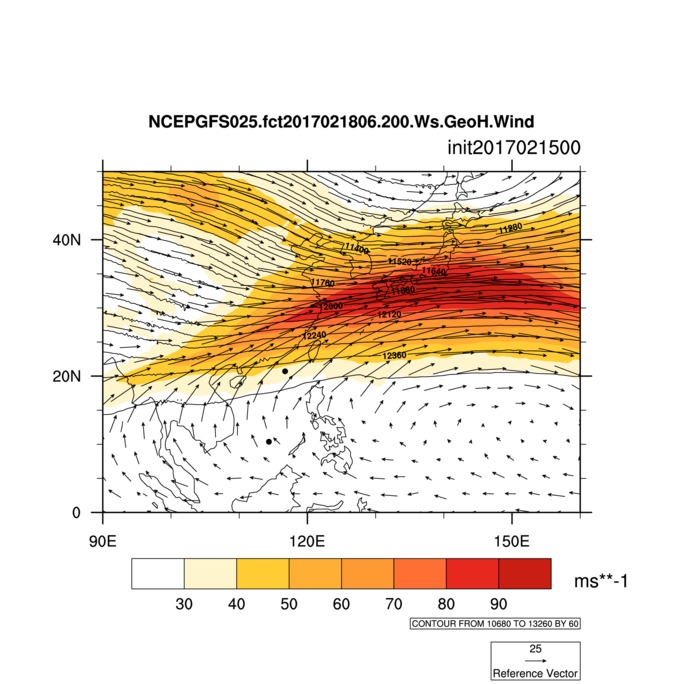 NCEPGFS025.fct2017021806.200.Ws.GeoH.Wind
init2017021500
40N
20N
0
90E 120E 150E
11280
11400
11520
11640
11760
11880
12000
12120
12240
12360
30 40 50 60 70 80 90
ms**-1
CONTOUR FROM 10680 TO 13260 BY 60
25
Reference Vector